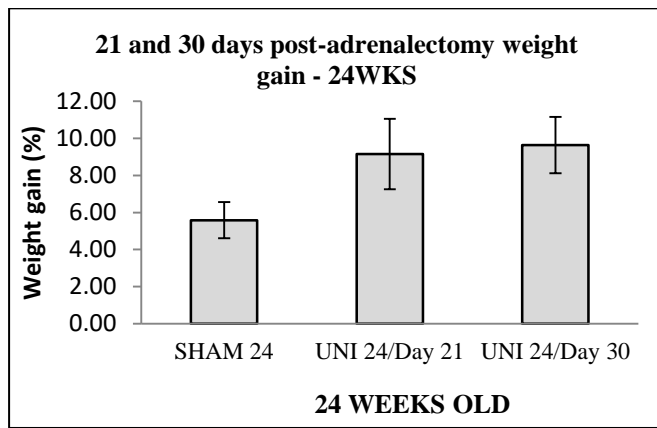 21 and 30 days post-adrenalectomy weight
gain - 24WKS
Weight gain (%)
12.00
10.00
8.00
6.00
4.00
2.00
0.00
SHAM 24
UNI 24/Day 21
UNI 24/Day 30
24 WEEKS OLD